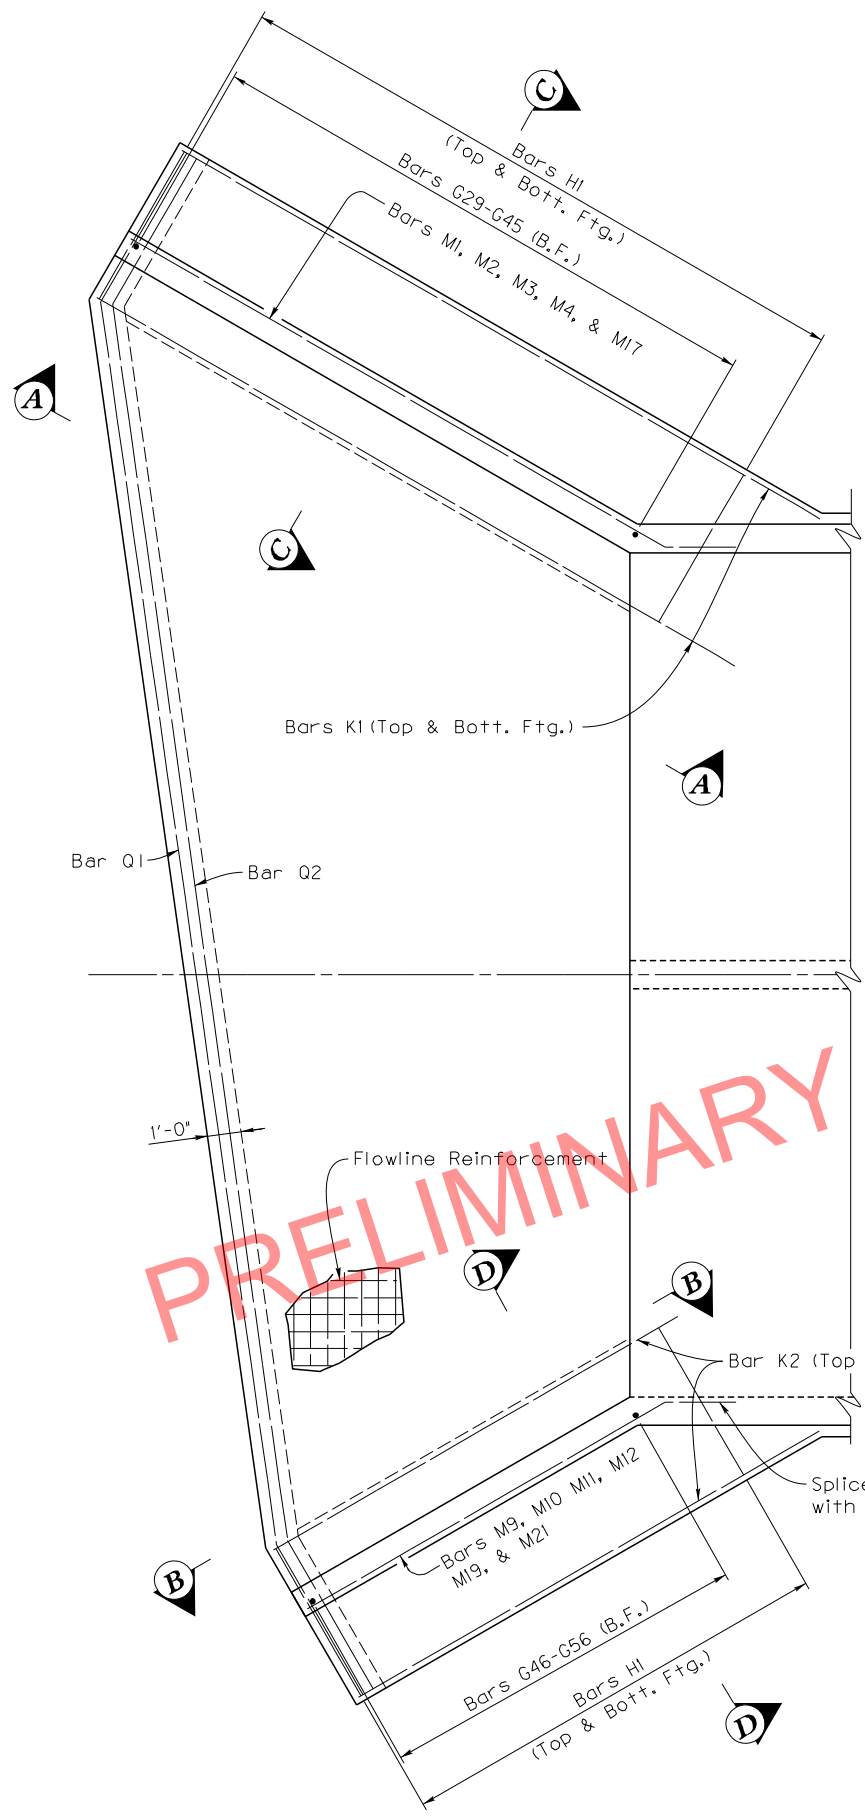 C
Bars H1
(Top & Bott. Ftg.)
Bars G29-G45 (B.F.)
Bars M1, M2, M3, M4, & M17
A
C
Bars K1 (Top & Bott. Ftg.)
A
Bar Q1
Bar Q2
1'-0"
Flowline Reinforcement
PRELIMINARY
D
B
Bar K2 (Top
Splice
with
Bars M9, M10 M11, M12
M19, & M21
B
Bars G46-G56 (B.F.)
Bars H1
(Top & Bott. Ftg.)
D